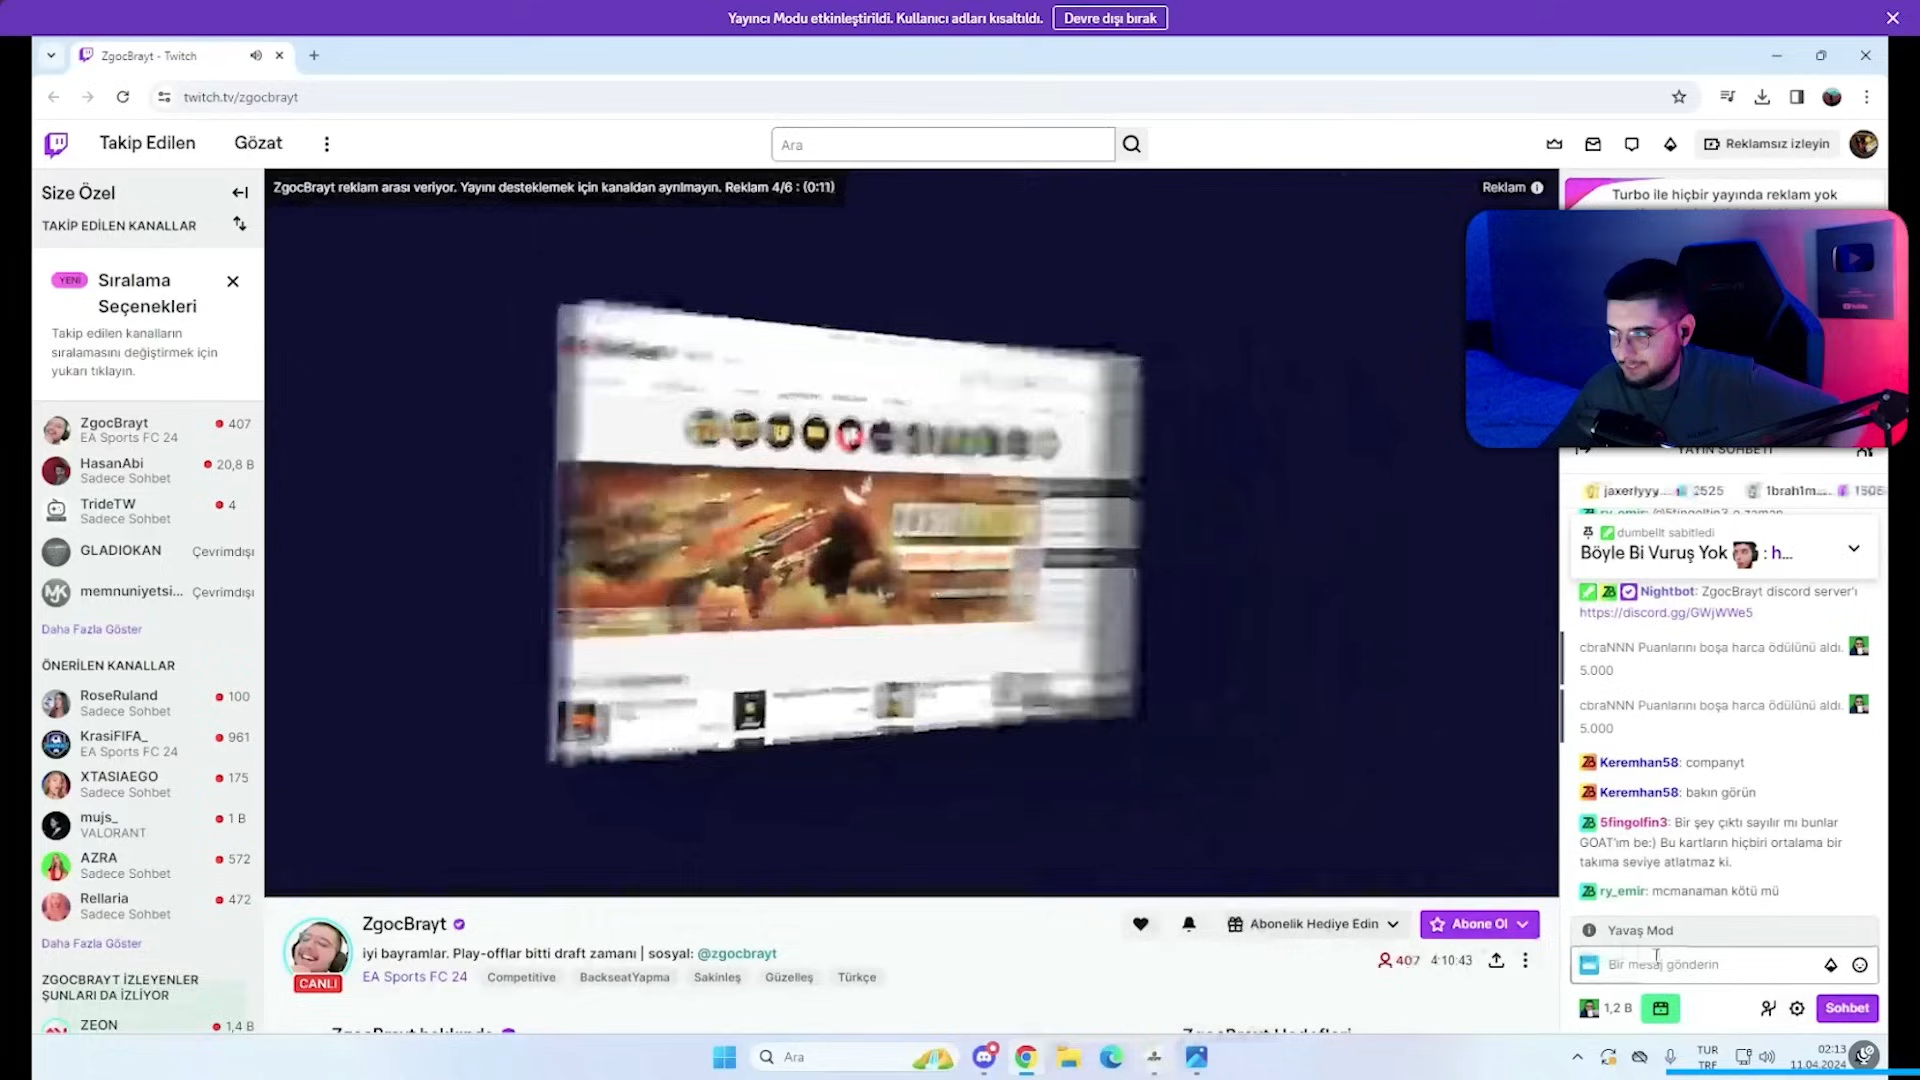 Yayıncı Modu etkinleştirildi. Kullanıcı adları kısaltıldı.
Devre dışı bırak
ZgocBrayt - Twitch
twitch.tv/zgocbrayt
Takip Edilen
Gözat
Ara
Reklamsız izleyin
Size Özel
TAKİP EDİLEN KANALLAR
YENİ
Sıralama
Seçenekleri
Takip edilen kanalların
sıralamasını değiştirmek için
yukarı tıklayın.
ZgocBrayt
407
EA Sports FC 24
HasanAbi
20,8 B
Sadece Sohbet
TrideTW
4
Sadece Sohbet
GLADIOKAN
Çevrimdışı
memnuniyetsi...
Çevrimdışı
Daha Fazla Göster
ÖNERİLEN KANALLAR
RoseRuland
100
Sadece Sohbet
KrasiFIFA_
961
EA Sports FC 24
XTASIAEGO
175
Sadece Sohbet
mujs_
1 B
VALORANT
AZRA
572
Sadece Sohbet
Rellaria
472
Sadece Sohbet
Daha Fazla Göster
ZGOCBRAYT İZLEYENLER
ŞUNLARI DA İZLİYOR
ZEON
1,4 B
ZgocBrayt reklam arası veriyor. Yayını desteklemek için kanaldan ayrılmayın. Reklam 4/6 : (0:11)
Reklam
ZgocBrayt
CANLI
iyi bayramlar. Play-offlar bitti draft zamanı | sosyal: @zgocbrayt
EA Sports FC 24
Competitive
BackseatYapma
Sakinleş
Güzelleş
Türkçe
Abonelik Hediye Edin
Abone Ol
407
4:10:43
Turbo ile hiçbir yayında reklam yok
YAYIN SOHBETİ
jaxerlyyy...
2525
1brah1m...
dumbellt sabitledi
Böyle Bi Vuruş Yok : h...
Nightbot: ZgocBrayt discord server'ı
https://discord.gg/GWjWWe5
cbraNNN Puanlarını boşa harca ödülünü aldı.
5.000
cbraNNN Puanlarını boşa harca ödülünü aldı.
5.000
Keremhan58: companyt
Keremhan58: bakın görün
5fingolfin3: Bir şey çıktı sayılır mı bunlar
GOAT'ım be:) Bu kartların hiçbiri ortalama bir
takıma seviye atlatmaz ki.
ry_emir: mcmanaman kötü mü
Yavaş Mod
Bir mesaj gönderin
1,2 B
Sohbet
Ara
TUR
TRF
02:13
11.04.2024